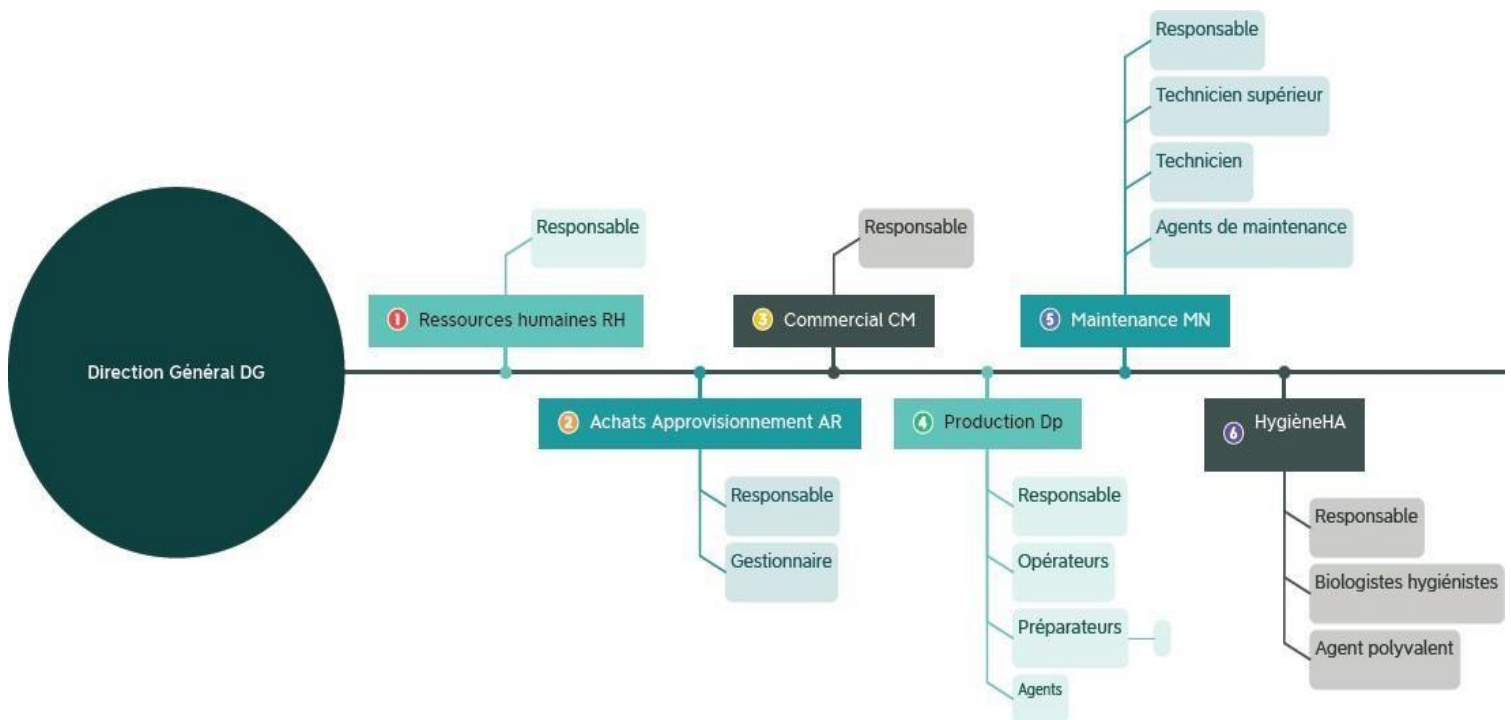 Direction Général DG
Responsable
1 Ressources humaines RH
2 Achats Approvisionnement AR
Responsable
Gestionnaire
Responsable
3 Commercial CM
4 Production Dp
Responsable
Opérateurs
Préparateurs
Agents
Responsable
Technicien supérieur
Technicien
Agents de maintenance
5 Maintenance MN
6 HygièneHA
Responsable
Biologistes hygiénistes
Agent polyvalent